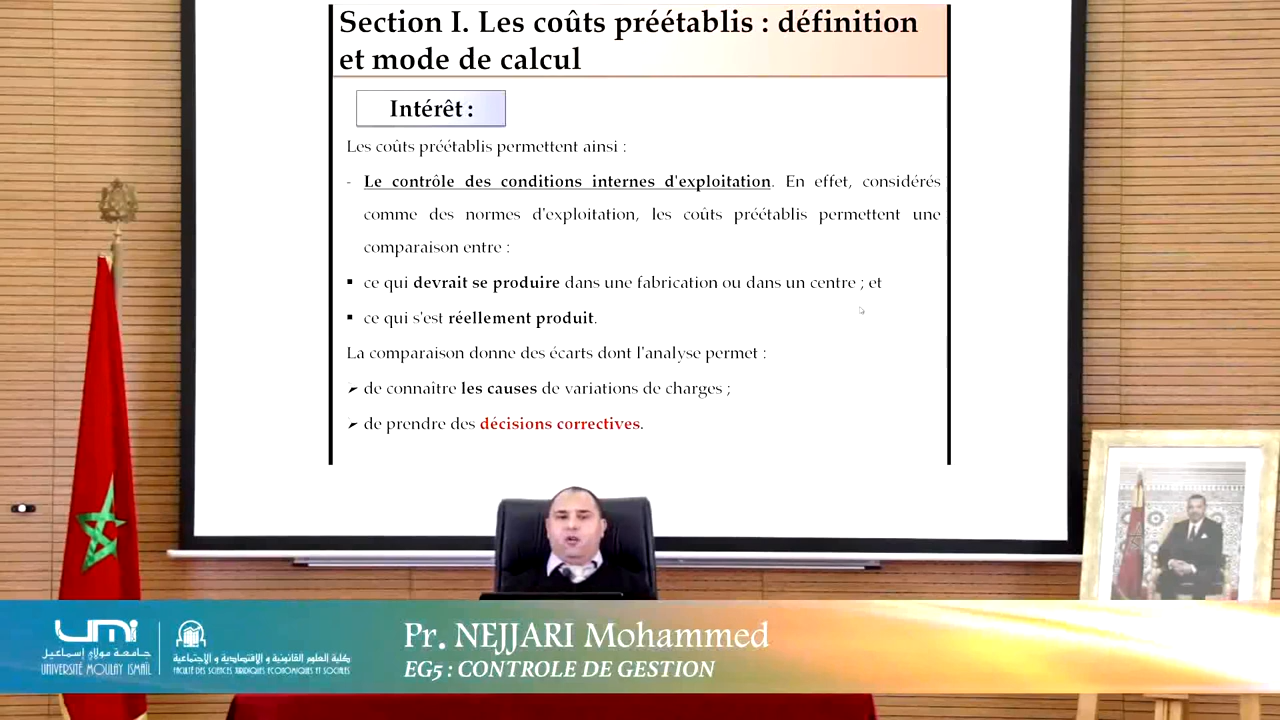 Section I. Les coûts préétablis : définition
et mode de calcul
Intérêt :
Les coûts préétablis permettent ainsi :
- Le contrôle des conditions internes d'exploitation. En effet, considérés
comme des normes d'exploitation, les coûts préétablis permettent une
comparaison entre :
▪ ce qui devrait se produire dans une fabrication ou dans un centre ; et
▪ ce qui s'est réellement produit.
La comparaison donne des écarts dont l'analyse permet :
➤ de connaître les causes de variations de charges ;
➤ de prendre des décisions correctives.
umi
جامعة مولاي إسماعيل
UNIVERSITÉ MOULAY ISMAÏL
كلية العلوم القانونية و الاقتصادية و الاجتماعية
FACULTÉ DES SCIENCES JURIDIQUES ECONOMIQUES ET SOCIALES
Pr. NEJJARI Mohammed
EG5 : CONTROLE DE GESTION